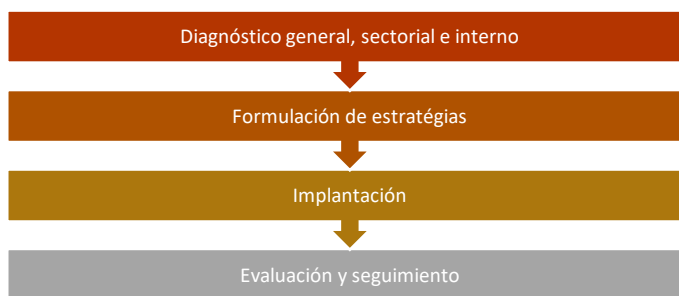 Diagnóstico general, sectorial e interno
Formulación de estratégias
Implantación
Evaluación y seguimiento